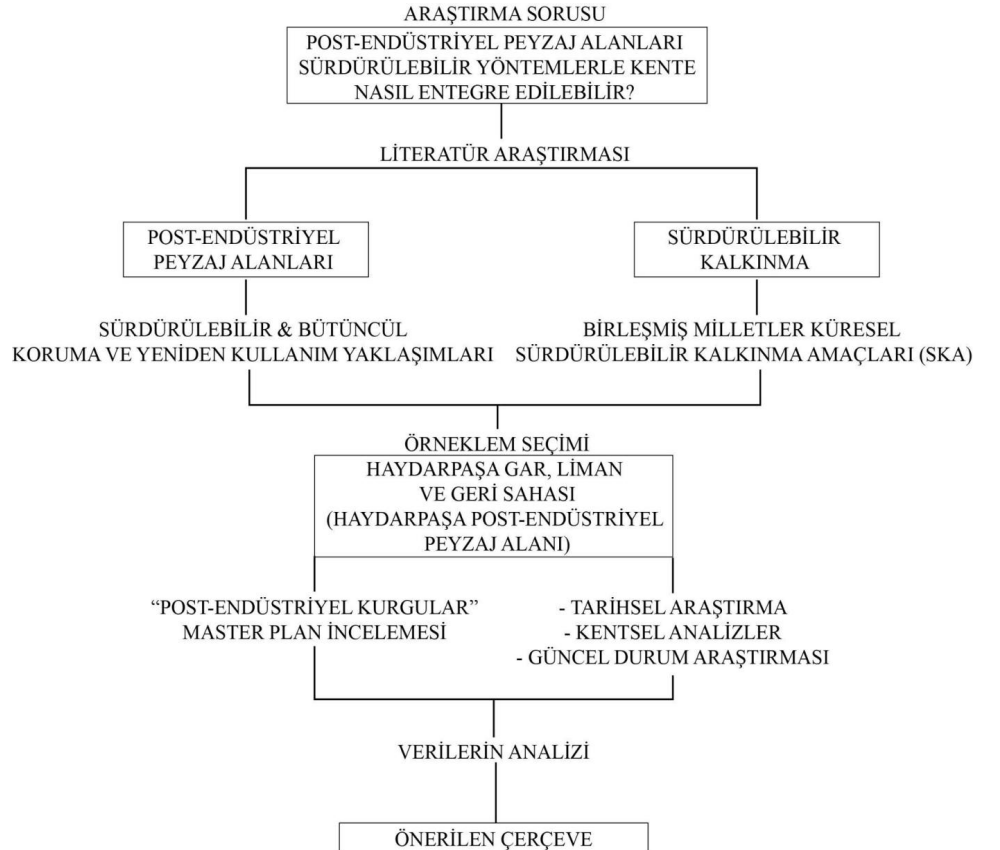 ARAŞTIRMA SORUSU
POST-ENDÜSTRİYEL PEYZAJ ALANLARI
SÜRDÜRÜLEBİLİR YÖNTEMLERLE KENTE
NASIL ENTEGRE EDİLEBİLİR?
LİTERATÜR ARAŞTIRMASI
POST-ENDÜSTRİYEL
PEYZAJ ALANLARI
SÜRDÜRÜLEBİLİR
KALKINMA
SÜRDÜRÜLEBİLİR & BÜTÜNCÜL
KORUMA VE YENİDEN KULLANIM YAKLAŞIMLARI
BİRLEŞMİŞ MİLLETLER KÜRESEL
SÜRDÜRÜLEBİLİR KALKINMA AMAÇLARI (SKA)
ÖRNEKLEM SEÇİMİ
HAYDARPAŞA GAR, LİMAN
VE GERİ SAHASI
(HAYDARPAŞA POST-ENDÜSTRİYEL
PEYZAJ ALANI)
“POST-ENDÜSTRİYEL KURGULAR”
MASTER PLAN İNCELEMESİ
- TARİHSEL ARAŞTIRMA
- KENTSEL ANALİZLER
- GÜNCEL DURUM ARAŞTIRMASI
VERİLERİN ANALİZİ
ÖNERİLEN ÇERÇEVE